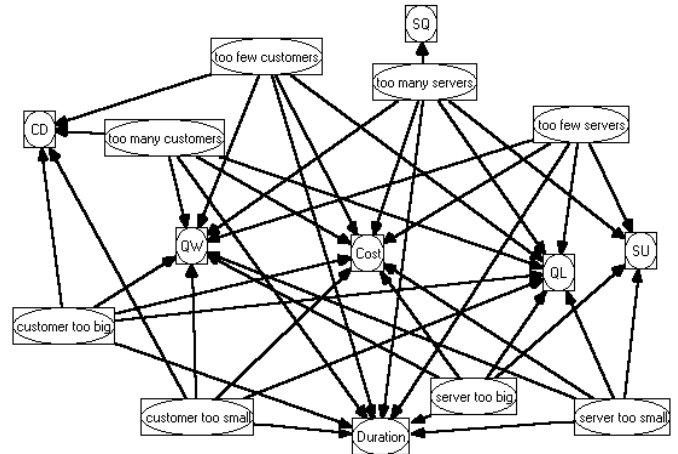 SQ
too few customers
too many servers
CD
too many customers
too few servers
QW
Cost
QL
SU
customer too big
customer too small
server too big
server too small
Duration